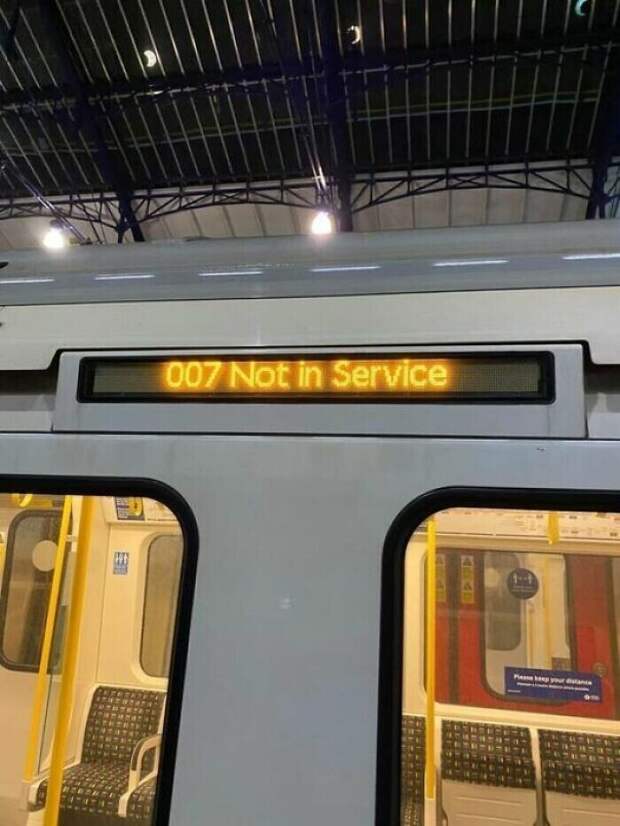 007 Not in Service
Please keep your distance